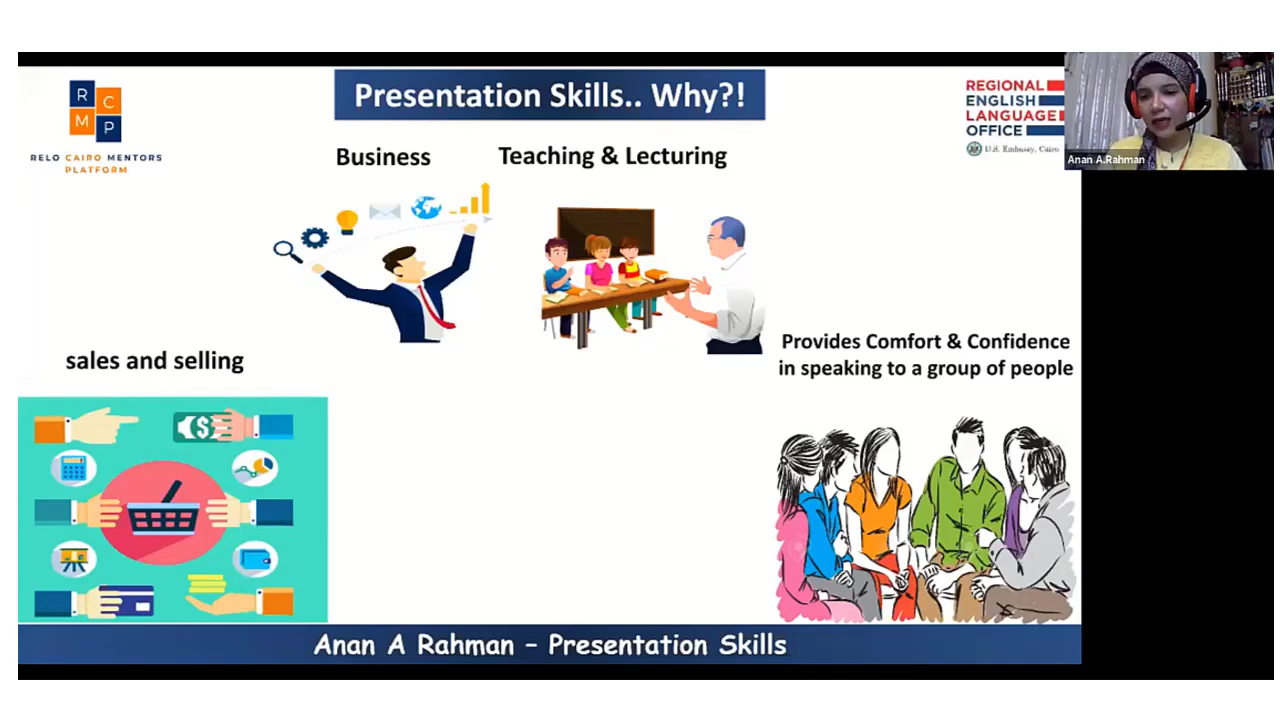 Presentation Skills.. Why?!
R
C
M
P
RELO CAIRO MENTORS
PLATFORM
REGIONAL
ENGLISH
LANGUAGE
OFFICE
U.S. Embassy, Cairo
Anan A.Rahman
Business
Teaching & Lecturing
sales and selling
$
Provides Comfort & Confidence
in speaking to a group of people
Anan A Rahman – Presentation Skills